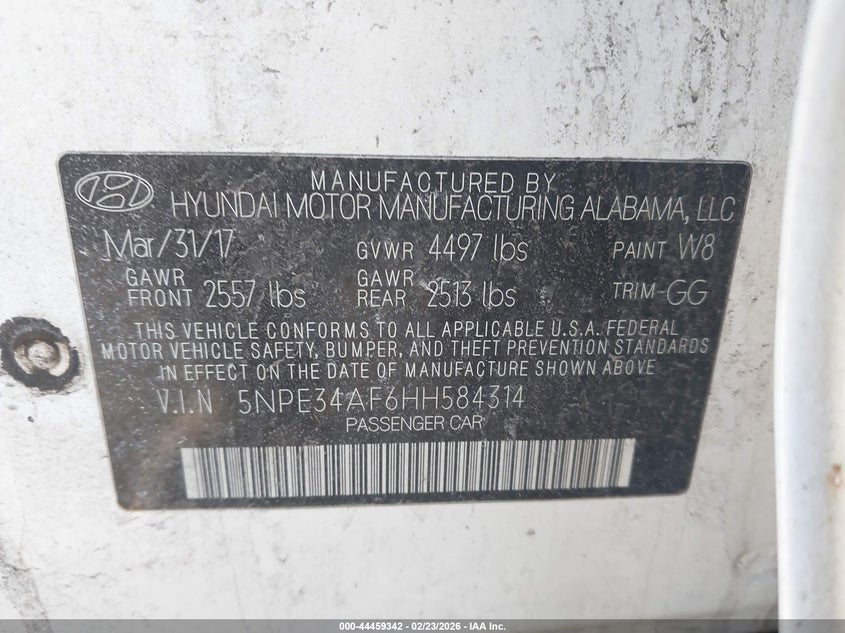 MANUFACTURED BY
HYUNDAI MOTOR MANUFACTURING ALABAMA, LLC
Mar/31/17 GVWR 4497 lbs PAINT W8
GAWR FRONT 2557 lbs GAWR REAR 2513 lbs TRIM-GG
THIS VEHICLE CONFORMS TO ALL APPLICABLE U.S.A. FEDERAL
MOTOR VEHICLE SAFETY, BUMPER, AND THEFT PREVENTION STANDARDS
IN EFFECT ON THE DATE OF MANUFACTURE SHOWN ABOVE
V.I.N 5NPE34AF6HH584314
PASSENGER CAR
000-44459342 - 02/23/2026 - IAA Inc.